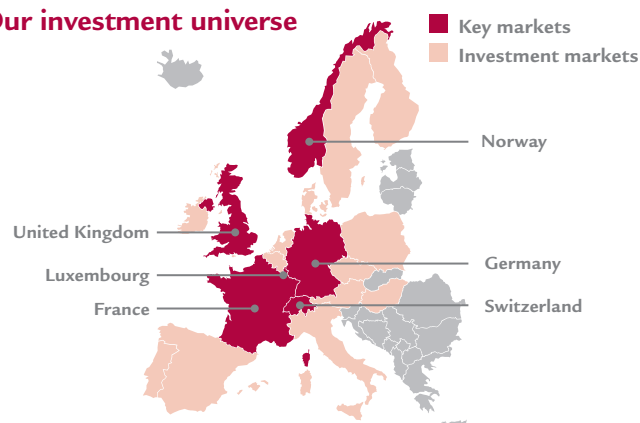 Our investment universe
Key markets
Investment markets
Norway
United Kingdom
Luxembourg
Germany
France
Switzerland